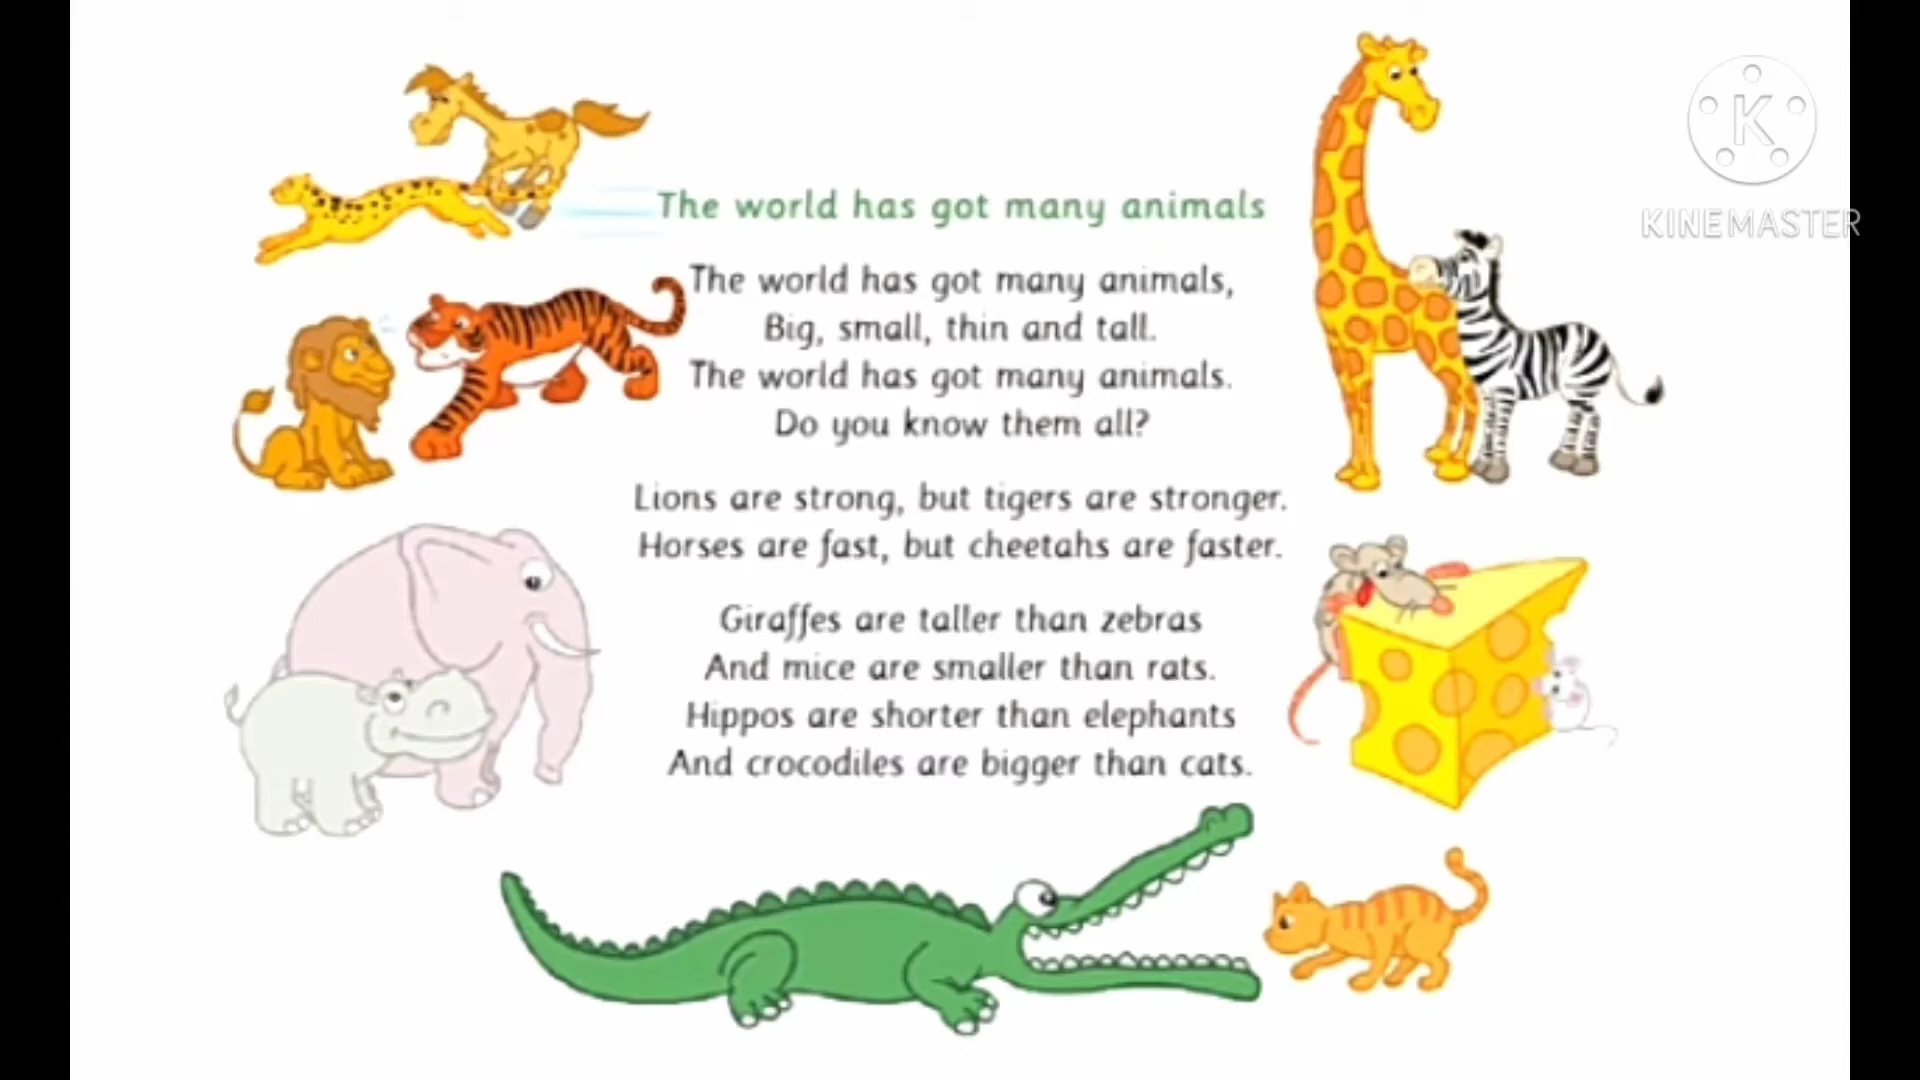 The world has got many animals
The world has got many animals,
Big, small, thin and tall.
The world has got many animals.
Do you know them all?
Lions are strong, but tigers are stronger.
Horses are fast, but cheetahs are faster.
Giraffes are taller than zebras
And mice are smaller than rats.
Hippos are shorter than elephants
And crocodiles are bigger than cats.
K
KINEMASTER